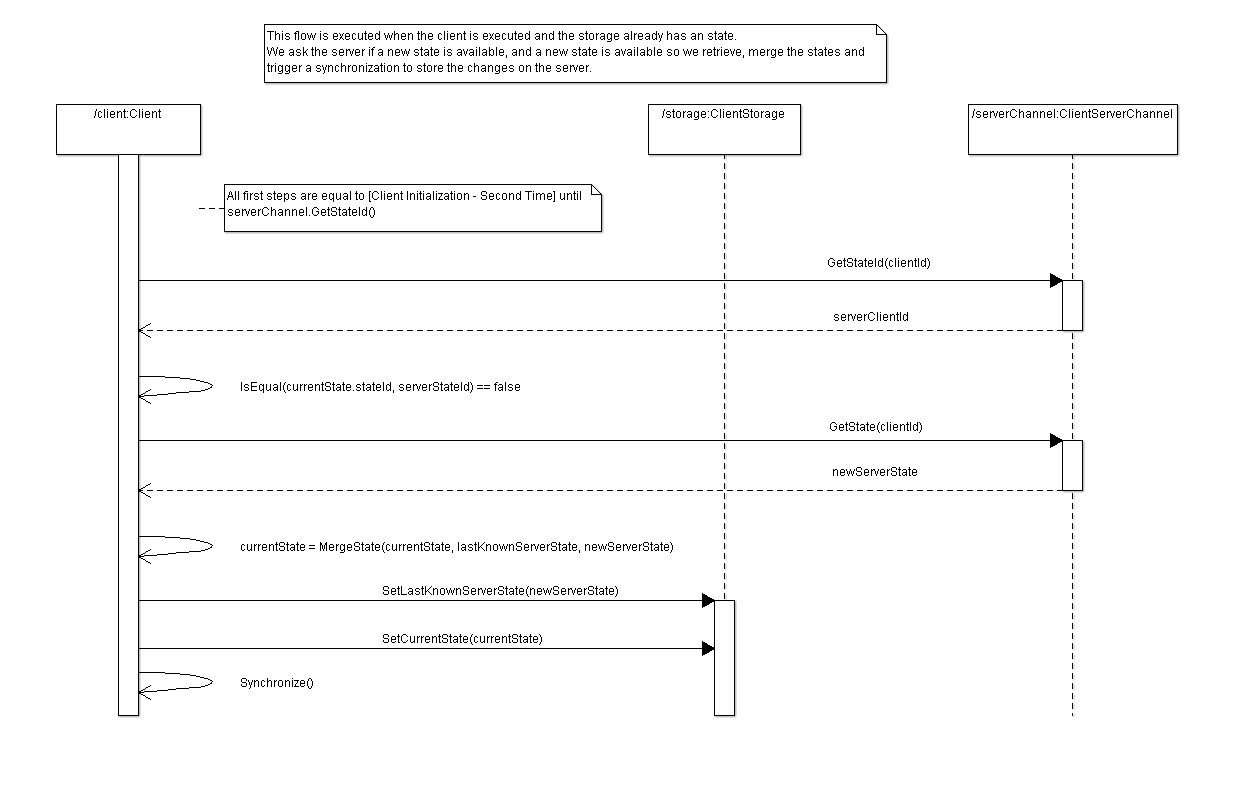 This flow is executed when the client is executed and the storage already has an state.
We ask the server if a new state is available, and a new state is available so we retrieve, merge the states and
trigger a synchronization to store the changes on the server.
/client:Client
/storage:ClientStorage
/serverChannel:ClientServerChannel
All first steps are equal to [Client Initialization - Second Time] until
serverChannel.GetStateId()
GetStateId(clientId)
serverClientId
IsEqual(currentState.stateId, serverStateId) == false
GetState(clientId)
newServerState
currentState = MergeState(currentState, lastKnownServerState, newServerState)
SetLastKnownServerState(newServerState)
SetCurrentState(currentState)
Synchronize()